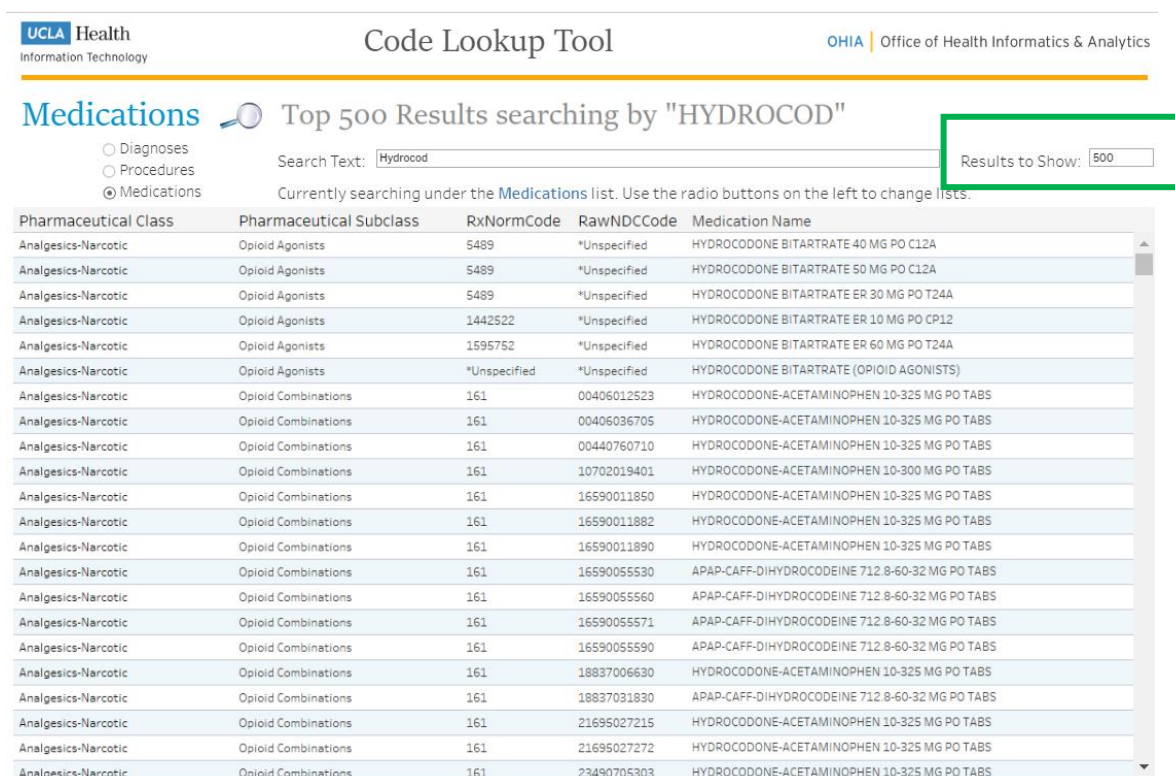 UCLA Health
Information Technology
Code Lookup Tool
OHIA | Office of Health Informatics & Analytics
Medications
Top 500 Results searching by "HYDROCOD"
Diagnoses
Procedures
Medications
Search Text: Hydrocod
Results to Show: 500
Currently searching under the Medications list. Use the radio buttons on the left to change lists.
Pharmaceutical Class Pharmaceutical Subclass RxNormCode RawNDCCode Medication Name
Analgesics-Narcotic Opioid Agonists 5489 *Unspecified HYDROCODONE BITARTRATE 40 MG PO C12A
Analgesics-Narcotic Opioid Agonists 5489 *Unspecified HYDROCODONE BITARTRATE 50 MG PO C12A
Analgesics-Narcotic Opioid Agonists 5489 *Unspecified HYDROCODONE BITARTRATE ER 30 MG PO T24A
Analgesics-Narcotic Opioid Agonists 1442522 *Unspecified HYDROCODONE BITARTRATE ER 10 MG PO CP12
Analgesics-Narcotic Opioid Agonists 1595752 *Unspecified HYDROCODONE BITARTRATE ER 60 MG PO T24A
Analgesics-Narcotic Opioid Agonists *Unspecified *Unspecified HYDROCODONE BITARTRATE (OPIOID AGONISTS)
Analgesics-Narcotic Opioid Combinations 161 00406012523 HYDROCODONE-ACETAMINOPHEN 10-325 MG PO TABS
Analgesics-Narcotic Opioid Combinations 161 00406036705 HYDROCODONE-ACETAMINOPHEN 10-325 MG PO TABS
Analgesics-Narcotic Opioid Combinations 161 00440760710 HYDROCODONE-ACETAMINOPHEN 10-325 MG PO TABS
Analgesics-Narcotic Opioid Combinations 161 10702019401 HYDROCODONE-ACETAMINOPHEN 10-300 MG PO TABS
Analgesics-Narcotic Opioid Combinations 161 16590011850 HYDROCODONE-ACETAMINOPHEN 10-325 MG PO TABS
Analgesics-Narcotic Opioid Combinations 161 16590011882 HYDROCODONE-ACETAMINOPHEN 10-325 MG PO TABS
Analgesics-Narcotic Opioid Combinations 161 16590011890 HYDROCODONE-ACETAMINOPHEN 10-325 MG PO TABS
Analgesics-Narcotic Opioid Combinations 161 16590055530 APAP-CAFF-DIHYDROCODEINE 712.8-60-32 MG PO TABS
Analgesics-Narcotic Opioid Combinations 161 16590055560 APAP-CAFF-DIHYDROCODEINE 712.8-60-32 MG PO TABS
Analgesics-Narcotic Opioid Combinations 161 16590055571 APAP-CAFF-DIHYDROCODEINE 712.8-60-32 MG PO TABS
Analgesics-Narcotic Opioid Combinations 161 16590055590 APAP-CAFF-DIHYDROCODEINE 712.8-60-32 MG PO TABS
Analgesics-Narcotic Opioid Combinations 161 18837006630 HYDROCODONE-ACETAMINOPHEN 10-325 MG PO TABS
Analgesics-Narcotic Opioid Combinations 161 18837031830 APAP-CAFF-DIHYDROCODEINE 712.8-60-32 MG PO TABS
Analgesics-Narcotic Opioid Combinations 161 21695027215 HYDROCODONE-ACETAMINOPHEN 10-325 MG PO TABS
Analgesics-Narcotic Opioid Combinations 161 21695027272 HYDROCODONE-ACETAMINOPHEN 10-325 MG PO TABS
Analgesics-Narcotic Opioid Combinations 161 23490705303 HYDROCODONE-ACETAMINOPHEN 10-325 MG PO TABS